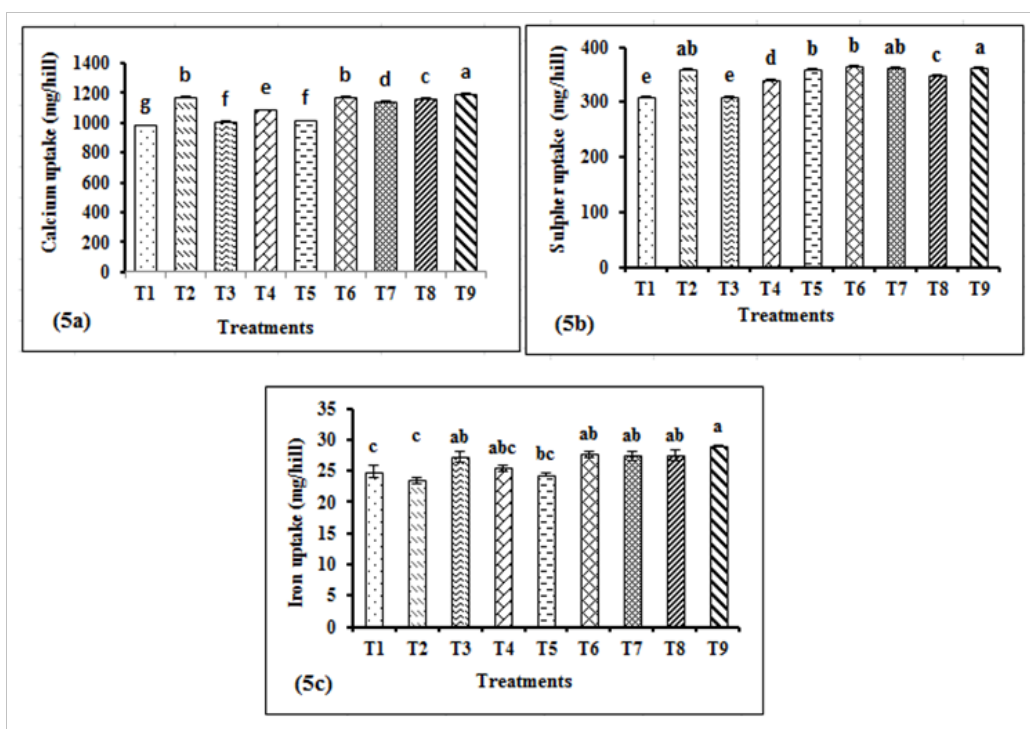 Calcium uptake (mg/hill)
1400
1200
1000
800
600
400
200
0
g b f e f b d c a
T1 T2 T3 T4 T5 T6 T7 T8 T9
(5a)
Treatments
Sulpher uptake (mg/hill)
400
300
200
100
0
e ab e d b b ab c a
T1 T2 T3 T4 T5 T6 T7 T8 T9
(5b)
Treatments
Iron uptake (mg/hill)
35
30
25
20
15
10
5
0
c c ab abc bc ab ab ab a
T1 T2 T3 T4 T5 T6 T7 T8 T9
(5c)
Treatments